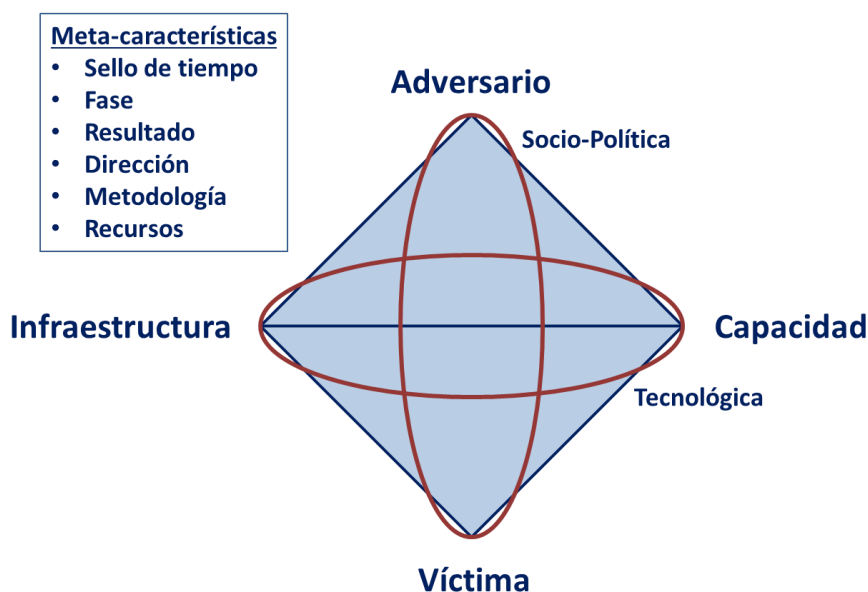 Meta-características
• Sello de tiempo
• Fase
• Resultado
• Dirección
• Metodología
• Recursos
Adversario
Socio-Política
Infraestructura
Capacidad
Tecnológica
Víctima